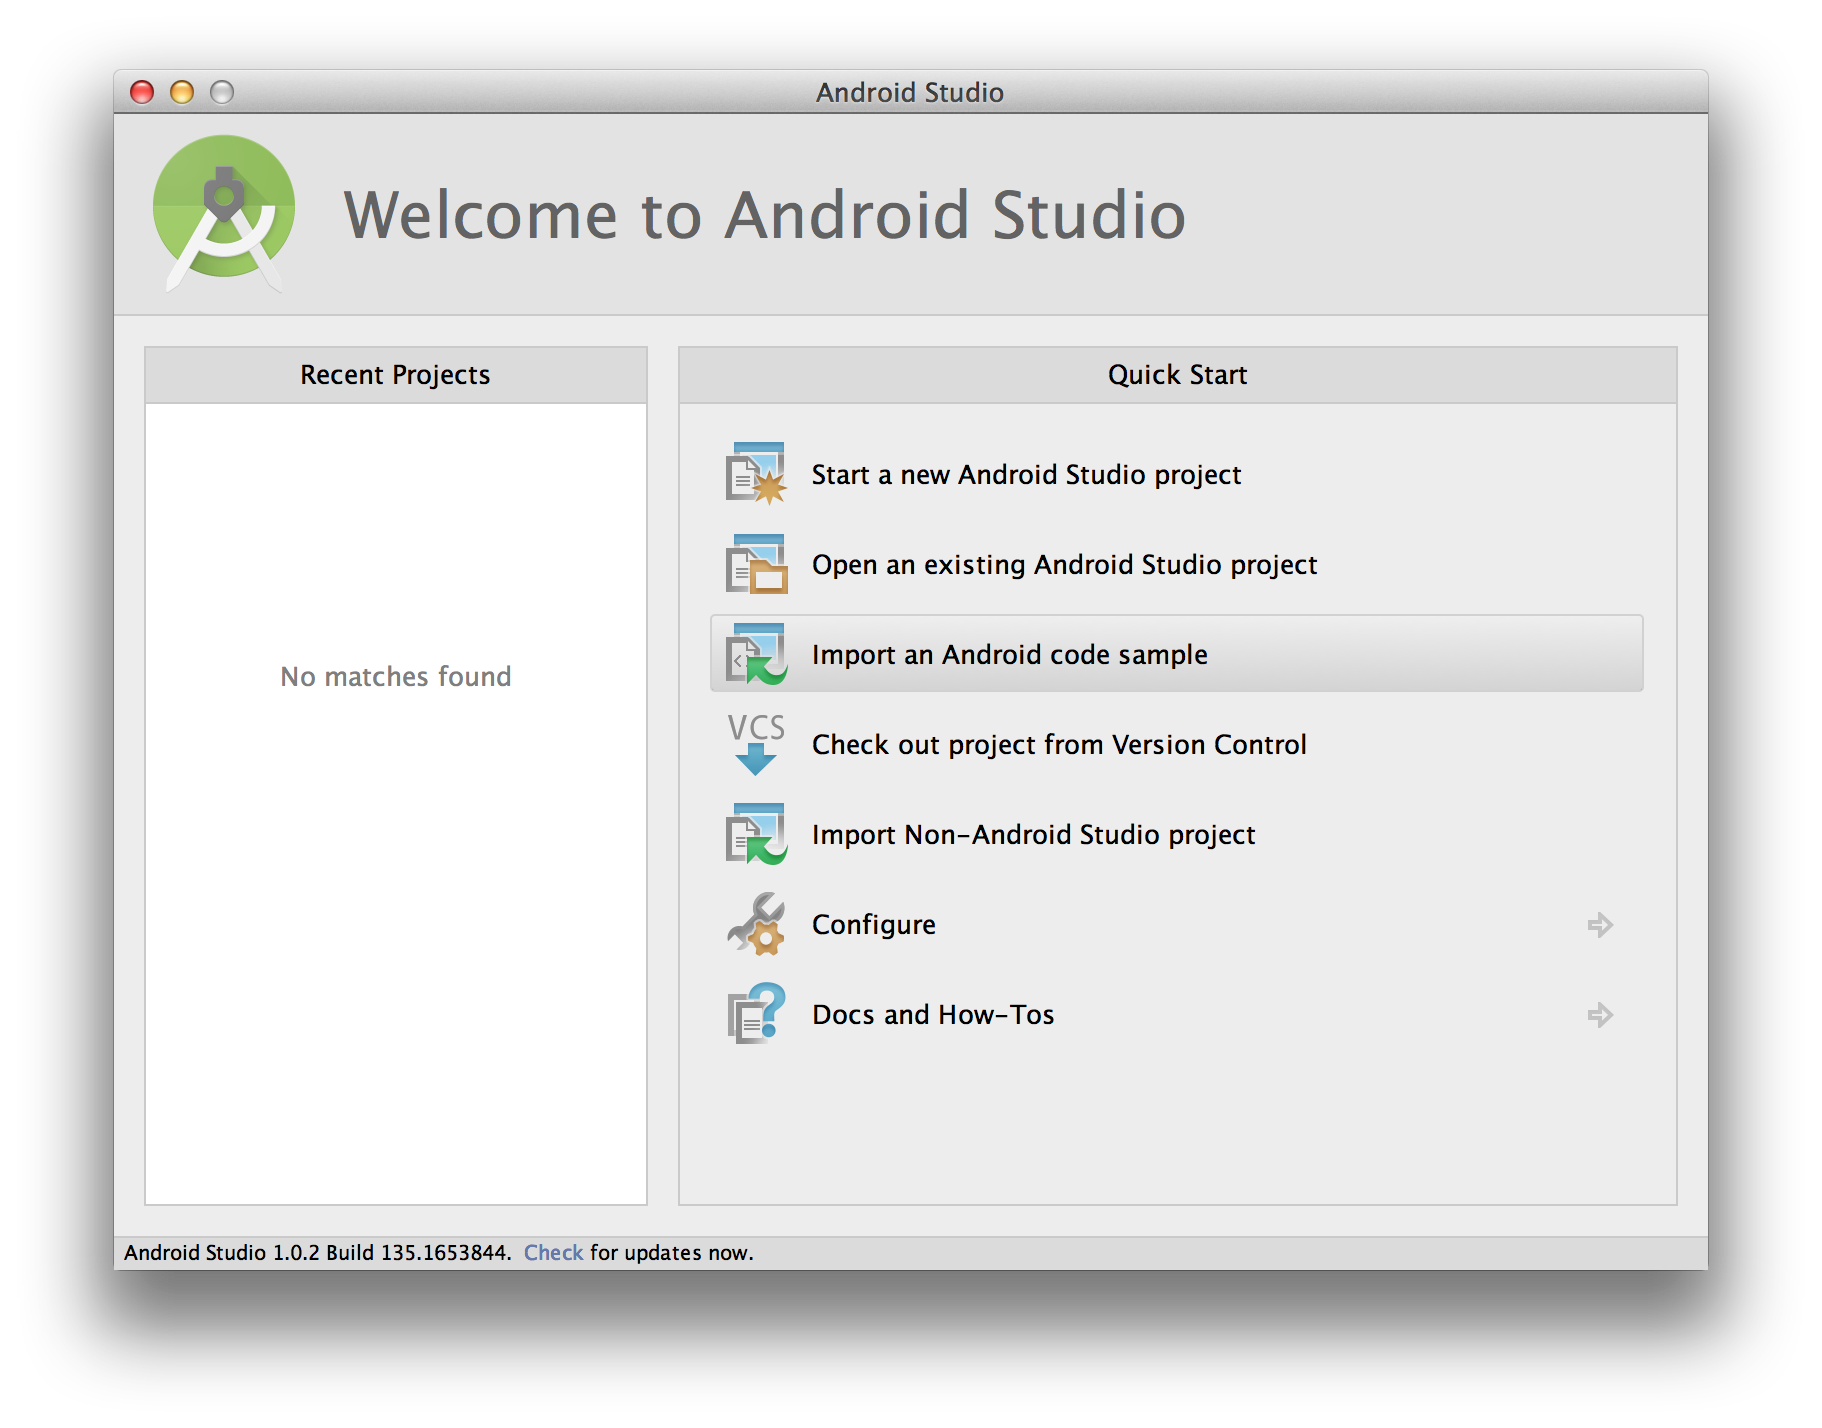 Android Studio
Welcome to Android Studio
Recent Projects
No matches found
Quick Start
Start a new Android Studio project
Open an existing Android Studio project
Import an Android code sample
VCS
Check out project from Version Control
Import Non-Android Studio project
Configure
Docs and How-Tos
Android Studio 1.0.2 Build 135.1653844. Check for updates now.